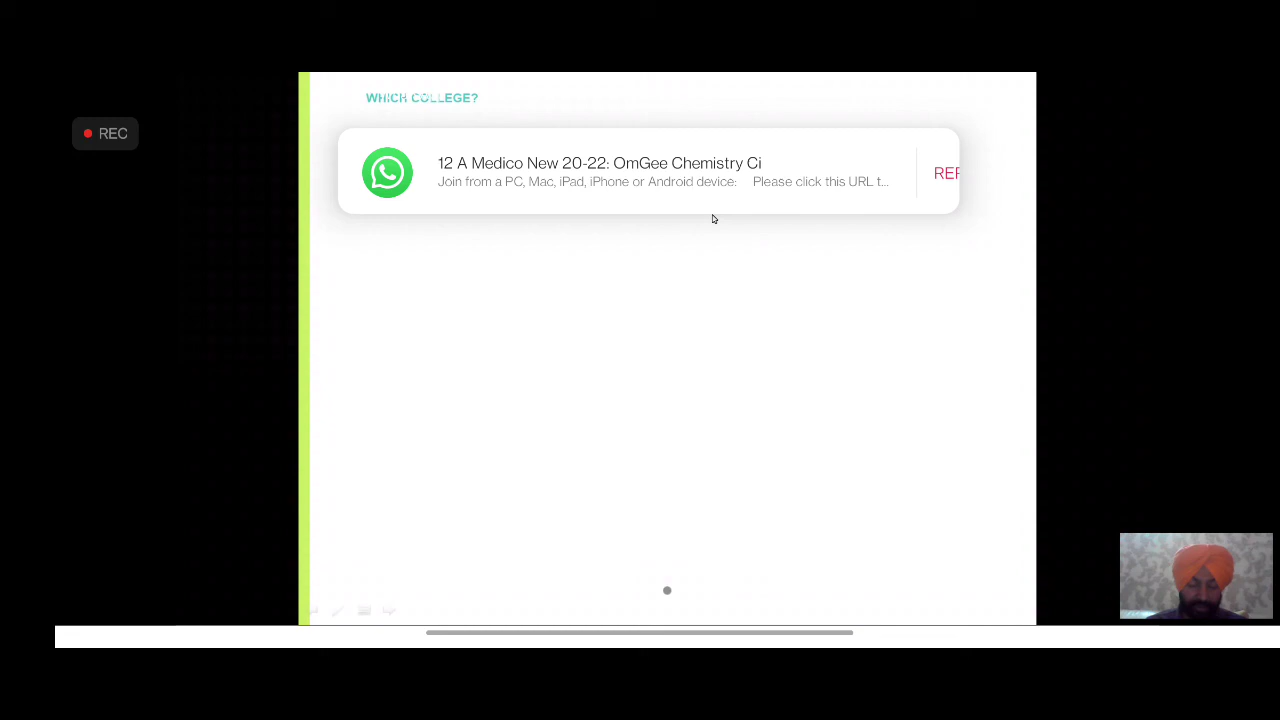 WHICH COLLEGE?
REC
12 A Medico New 20-22: OmGee Chemistry Ci
Join from a PC, Mac, iPad, iPhone or Android device: Please click this URL t...
REP